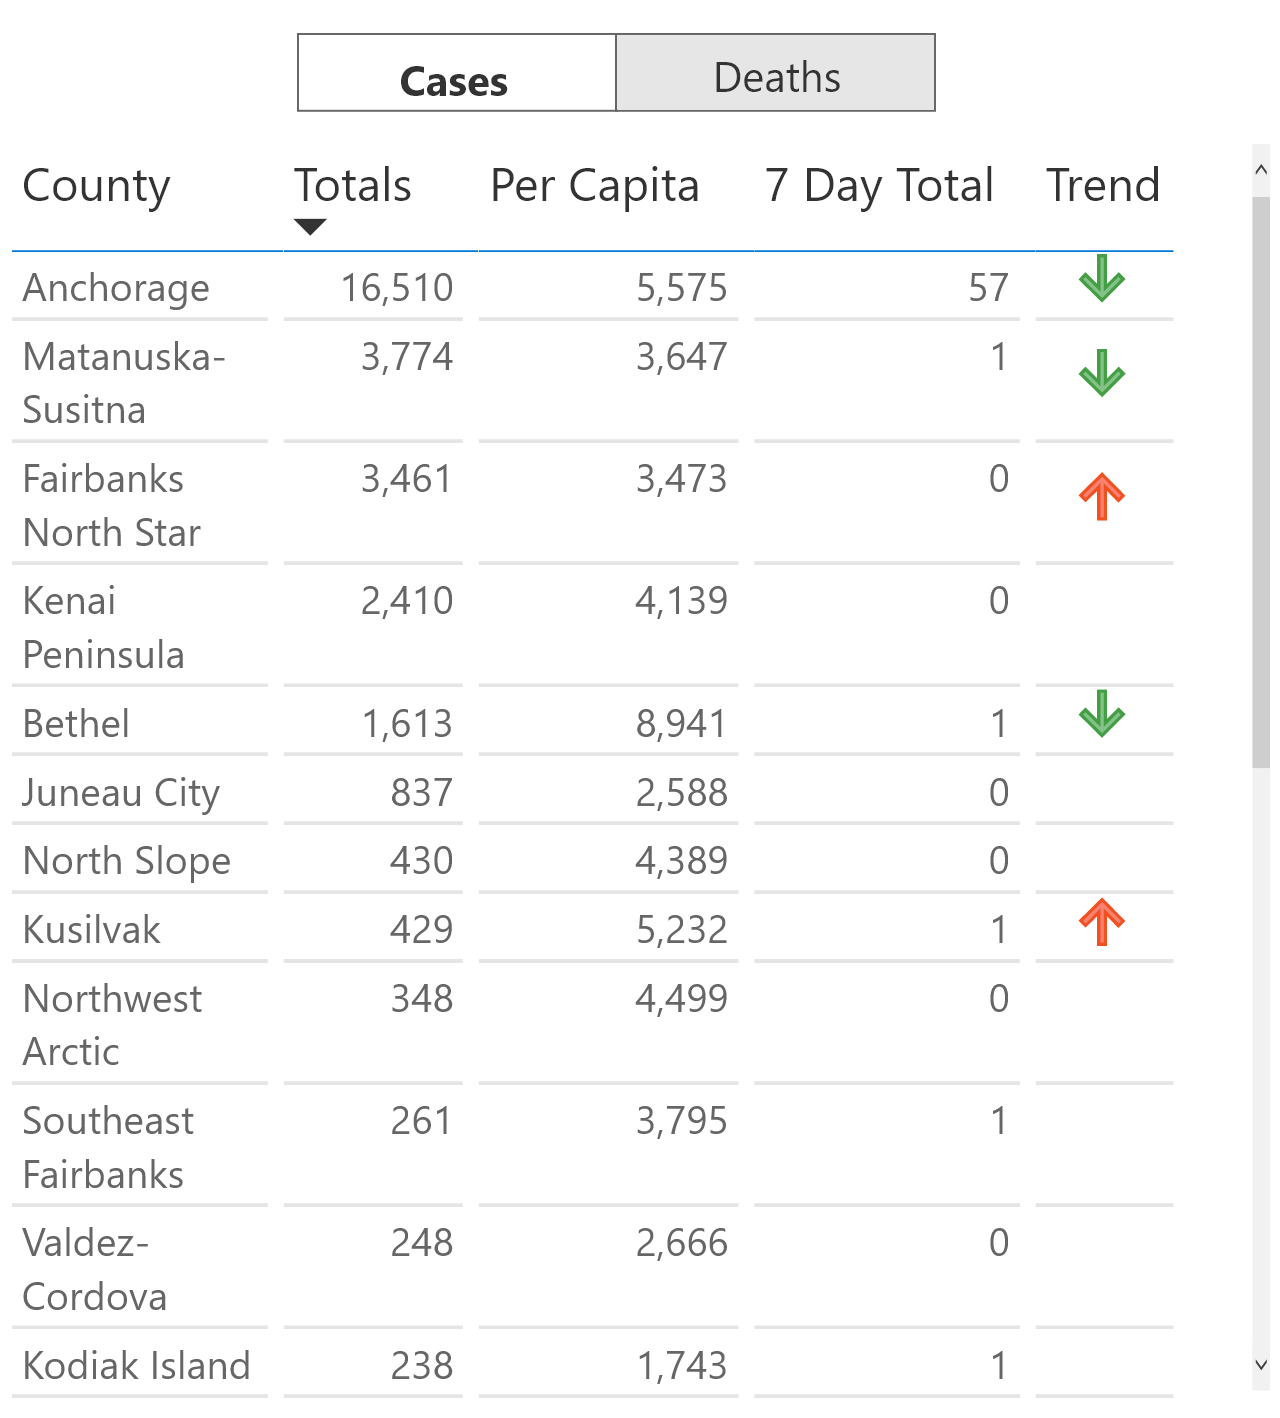 Cases Deaths
County Totals Per Capita 7 Day Total Trend
Anchorage 16,510 5,575 57
Matanuska- 3,774 3,647 1
Susitna
Fairbanks 3,461 3,473 0
North Star
Kenai 2,410 4,139 0
Peninsula
Bethel 1,613 8,941 1
Juneau City 837 2,588 0
North Slope 430 4,389 0
Kusilvak 429 5,232 1
Northwest 348 4,499 0
Arctic
Southeast 261 3,795 1
Fairbanks
Valdez- 248 2,666 0
Cordova
Kodiak Island 238 1,743 1